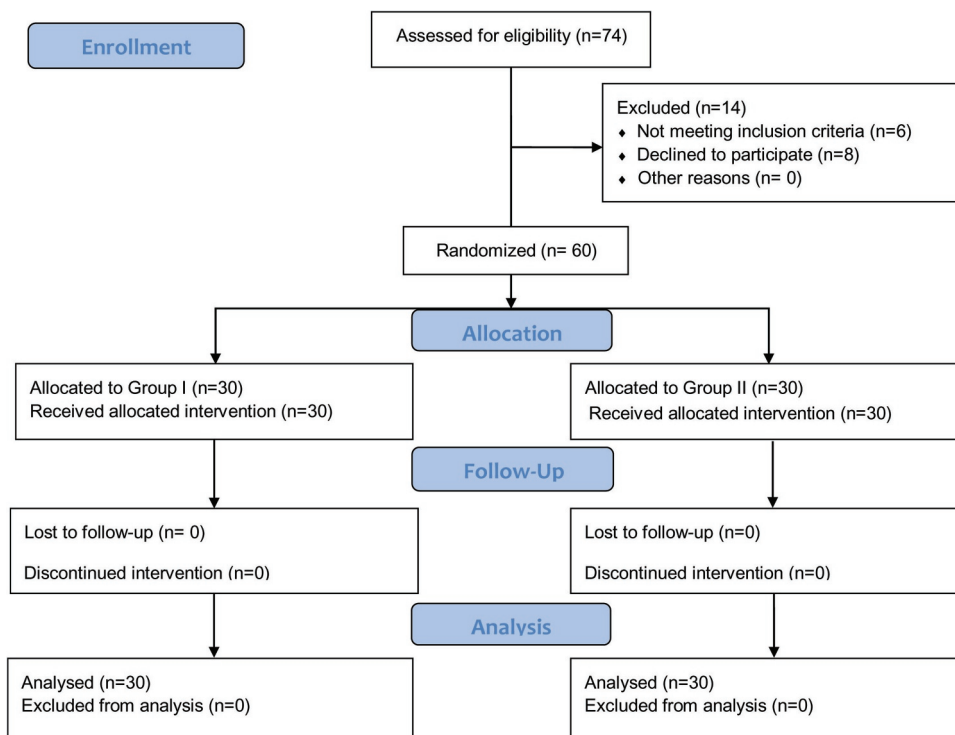 Enrollment
Assessed for eligibility (n=74)
Excluded (n=14)
♦ Not meeting inclusion criteria (n=6)
♦ Declined to participate (n=8)
♦ Other reasons (n= 0)
Randomized (n= 60)
Allocation
Allocated to Group I (n=30)
Received allocated intervention (n=30)
Allocated to Group II (n=30)
Received allocated intervention (n=30)
Follow-Up
Lost to follow-up (n= 0)
Discontinued intervention (n=0)
Lost to follow-up (n=0)
Discontinued intervention (n=0)
Analysis
Analysed (n=30)
Excluded from analysis (n=0)
Analysed (n=30)
Excluded from analysis (n=0)